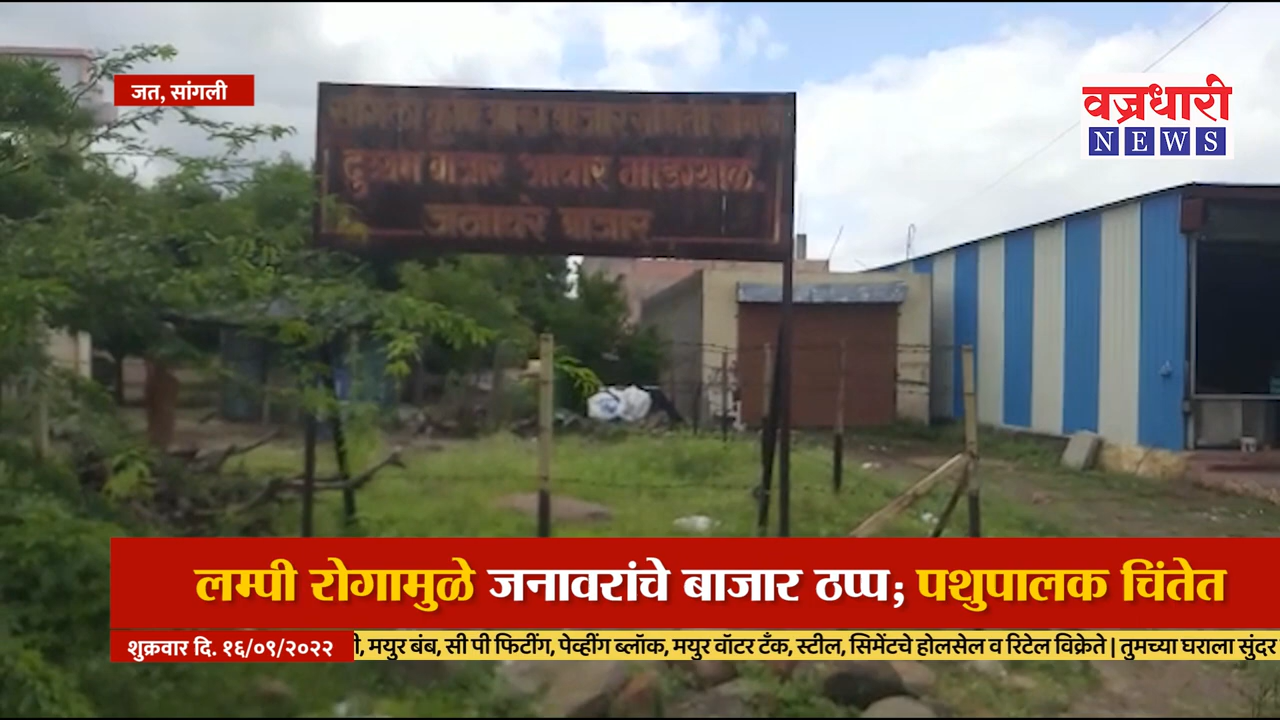 जत, सांगली
वज्रधारी
NEWS
दुय्यम बाजार आवार माडग्याळ.
जनावरे बाजार
लम्पी रोगामुळे जनावरांचे बाजार ठप्प; पशुपालक चिंतेत
शुक्रवार दि. १६/०९/२०२२
, मयुर बंब, सी पी फिटींग, पेव्हींग ब्लॉक, मयुर वॉटर टँक, स्टील, सिमेंटचे होलसेल व रिटेल विक्रेते | तुमच्या घराला सुंदर